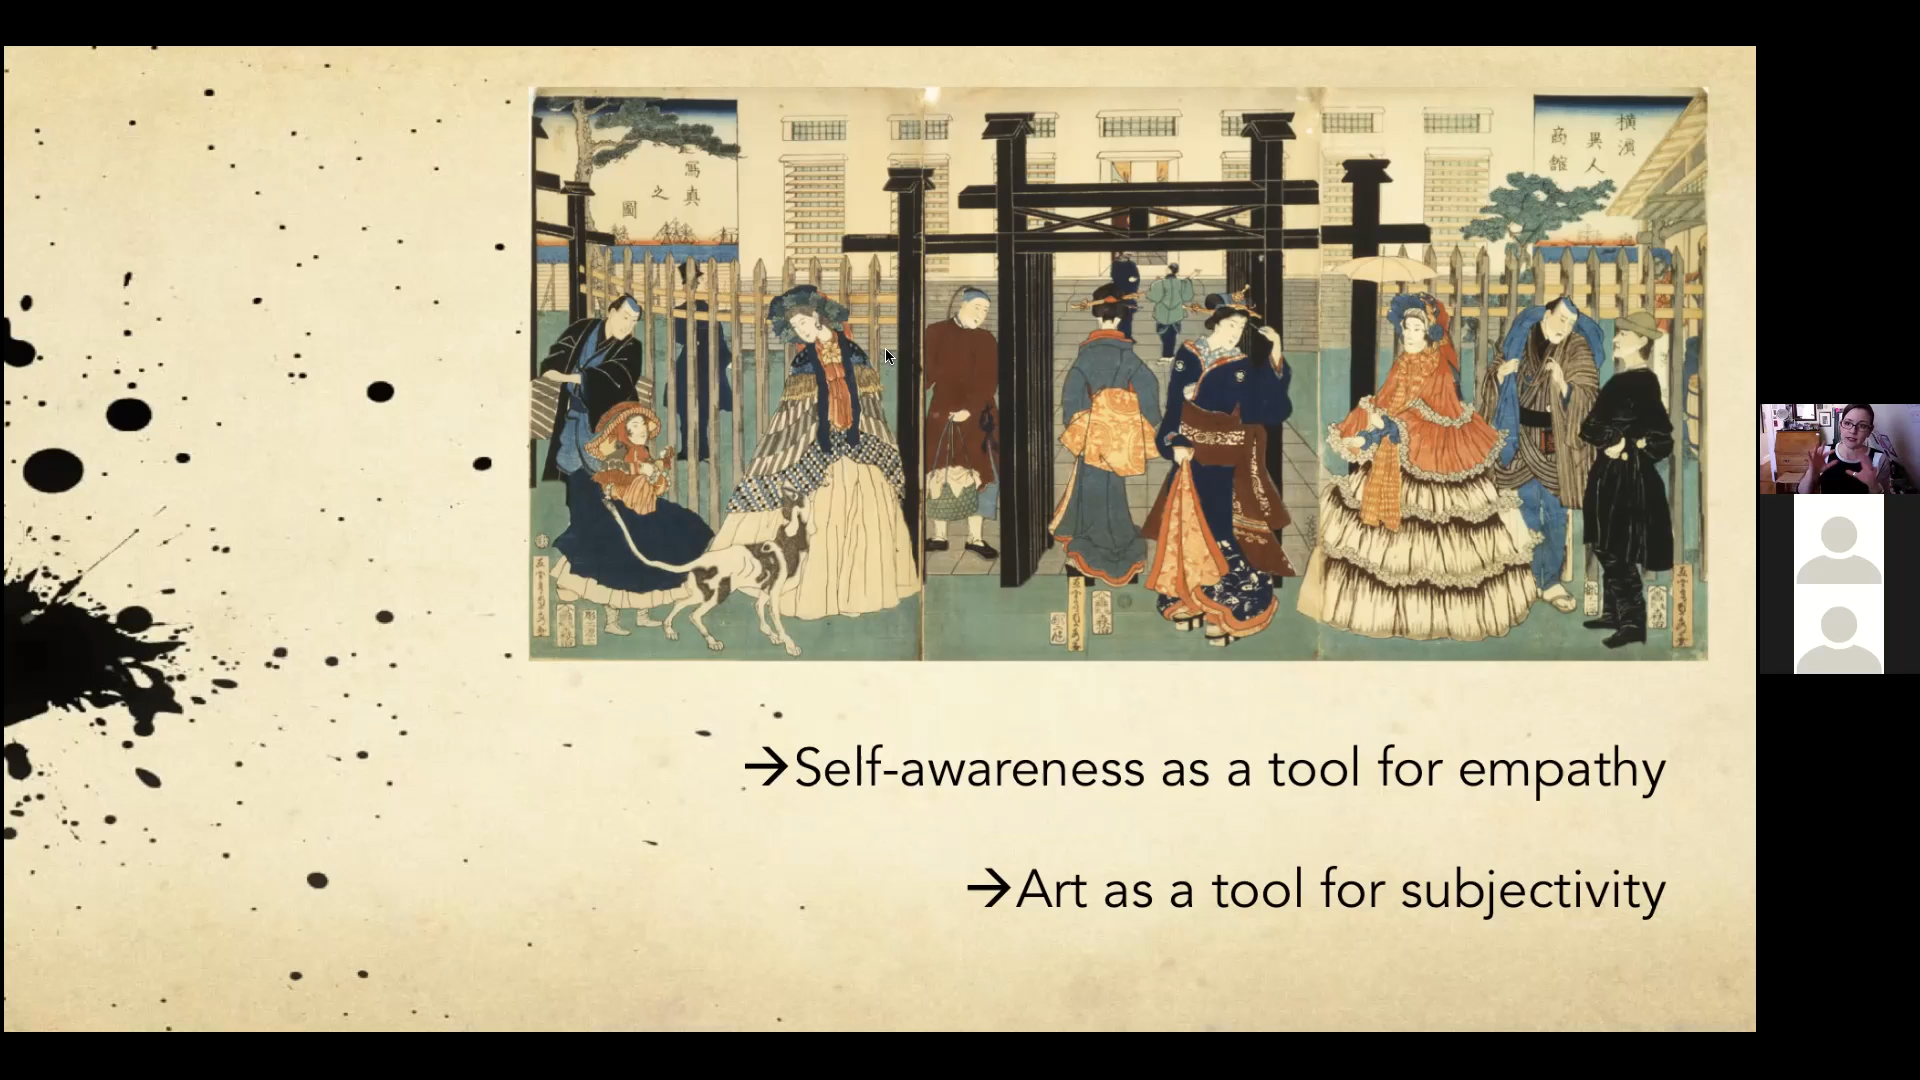 横濱
異人
商館
寫真
之
圖
→Self-awareness as a tool for empathy
→Art as a tool for subjectivity